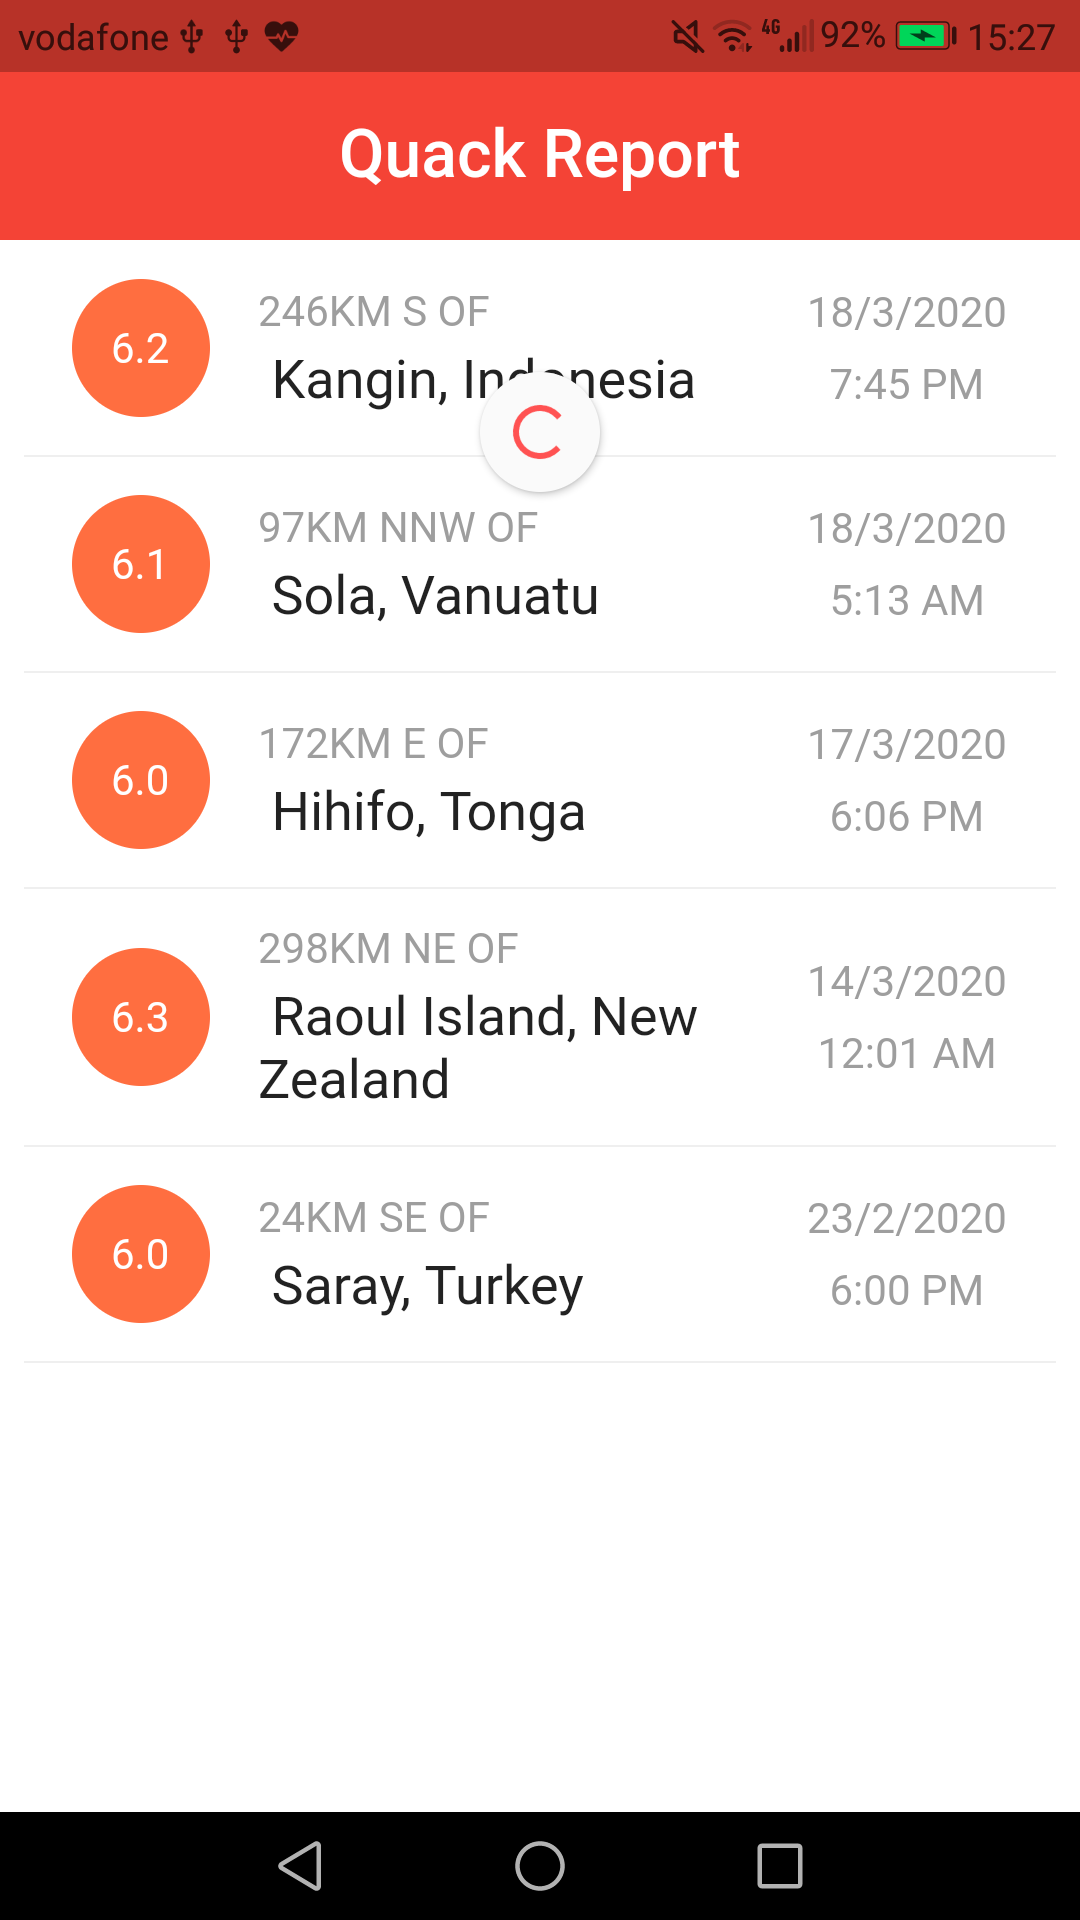 vodafone 4G 92% 15:27
Quack Report
6.2 246KM S OF 18/3/2020
Kangin, Indonesia 7:45 PM
6.1 97KM NNW OF 18/3/2020
Sola, Vanuatu 5:13 AM
6.0 172KM E OF 17/3/2020
Hihifo, Tonga 6:06 PM
6.3 298KM NE OF 14/3/2020
Raoul Island, New 12:01 AM
Zealand
6.0 24KM SE OF 23/2/2020
Saray, Turkey 6:00 PM